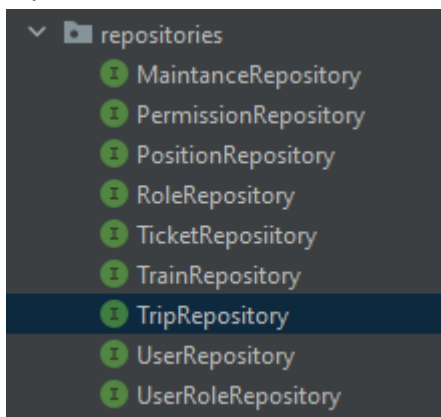 repositories
I MaintanceRepository
I PermissionRepository
I PositionRepository
I RoleRepository
I TicketReposiitory
I TrainRepository
I TripRepository
I UserRepository
I UserRoleRepository